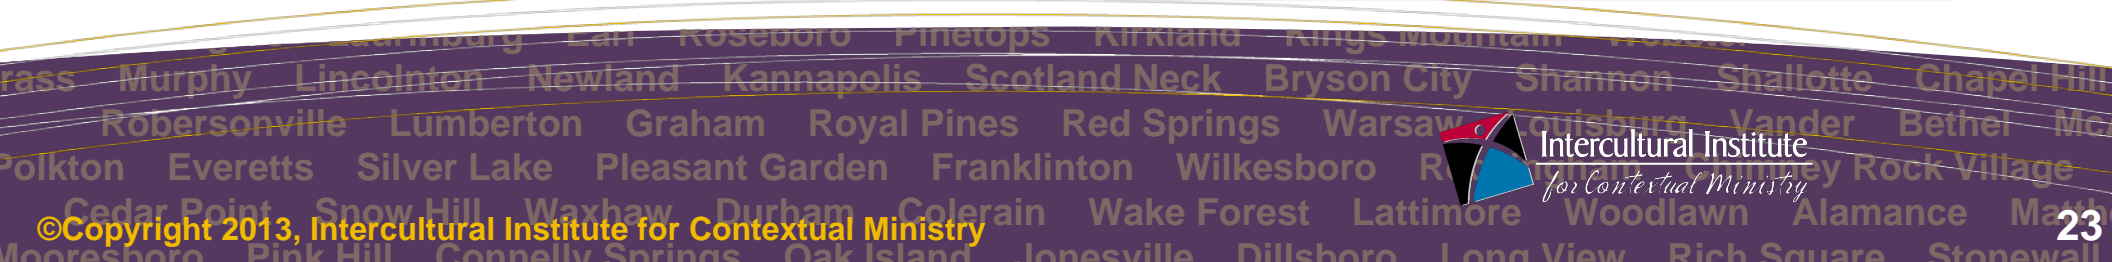 Laurinburg Earl Roseboro Pinetops Kirkland Kings Mountain Webster
Murphy Lincolnton Newland Kannapolis Scotland Neck Bryson City Shannon Shallotte Chapel Hill
Robersonville Lumberton Graham Royal Pines Red Springs Warsaw Louisburg Vander Bethel
Intercultural Institute
Polkton Everetts Silver Lake Pleasant Garden Franklinton Wilkesboro Chimney Rock Village
for Contextual Ministry
Cedar Point Snow Hill Waxhaw Durham Colerain Wake Forest Lattimore Woodlawn Alamance
©Copyright 2013, Intercultural Institute for Contextual Ministry
23
Mooresboro Pink Hill Connelly Springs Oak Island Jonesville Dillsboro Long View Rich Square Stonewall